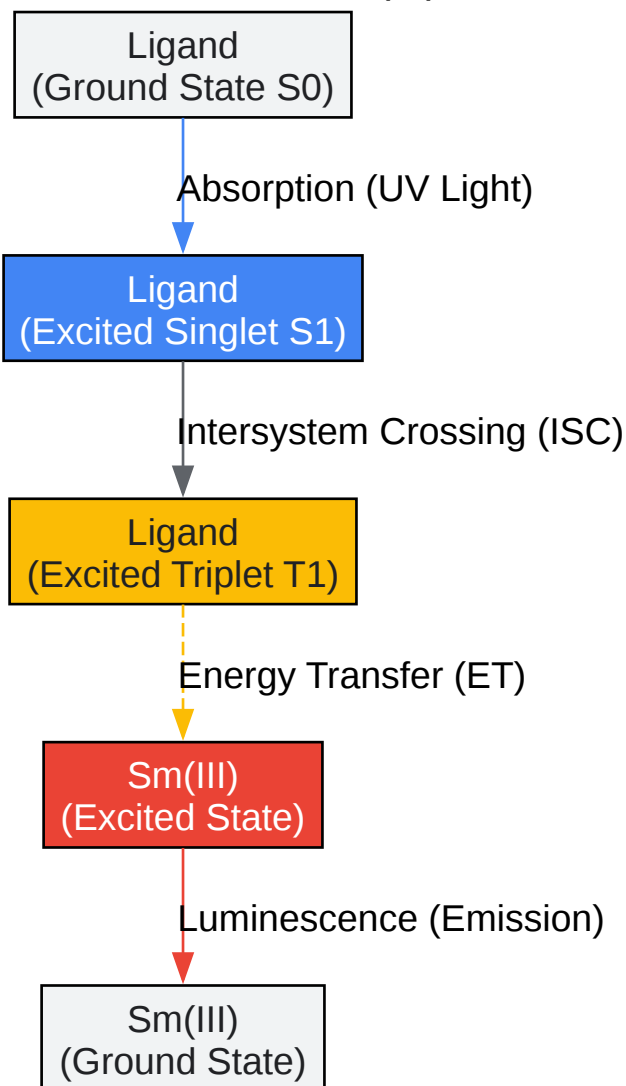 Ligand
(Ground State S0)
Absorption (UV Light)
Ligand
(Excited Singlet S1)
Intersystem Crossing (ISC)
Ligand
(Excited Triplet T1)
Energy Transfer (ET)
Sm(III)
(Excited State)
Luminescence (Emission)
Sm(III)
(Ground State)